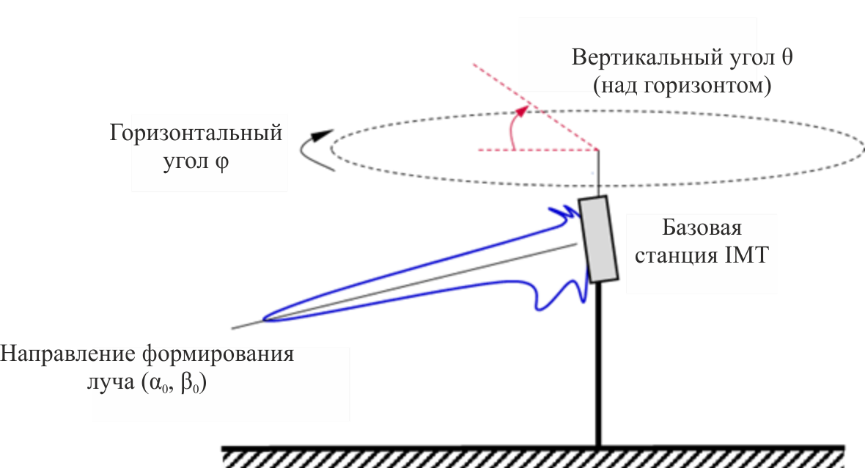 Вертикальный угол θ
(над горизонтом)
Горизонтальный
угол φ
Базовая
станция IMT
Направление формирования
луча (α₀, β₀)